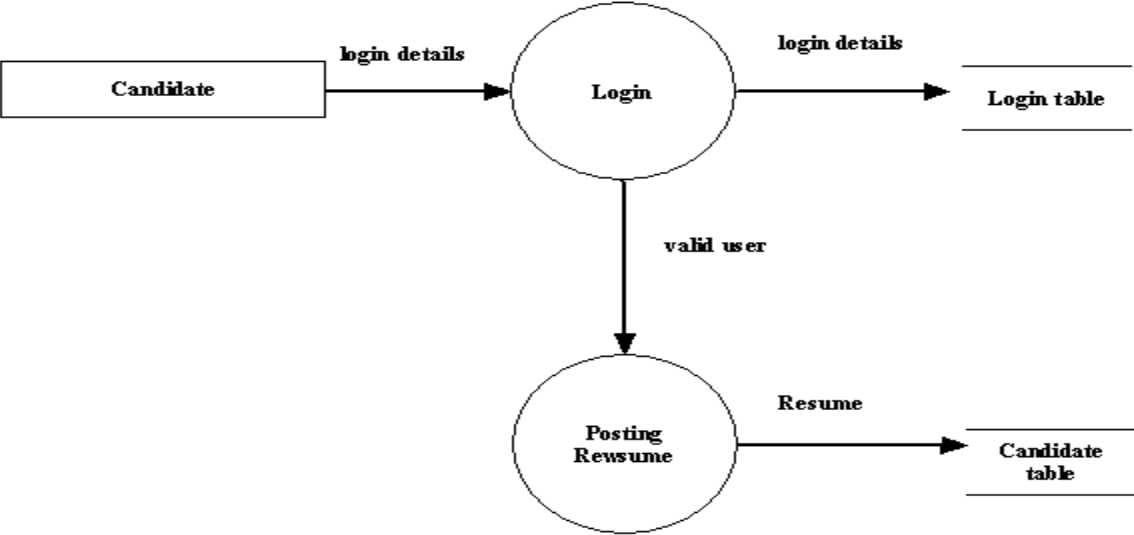 login details
login details
Candidate
Login
Login table
valid user
Resume
Posting
Rewsume
Candidate
table